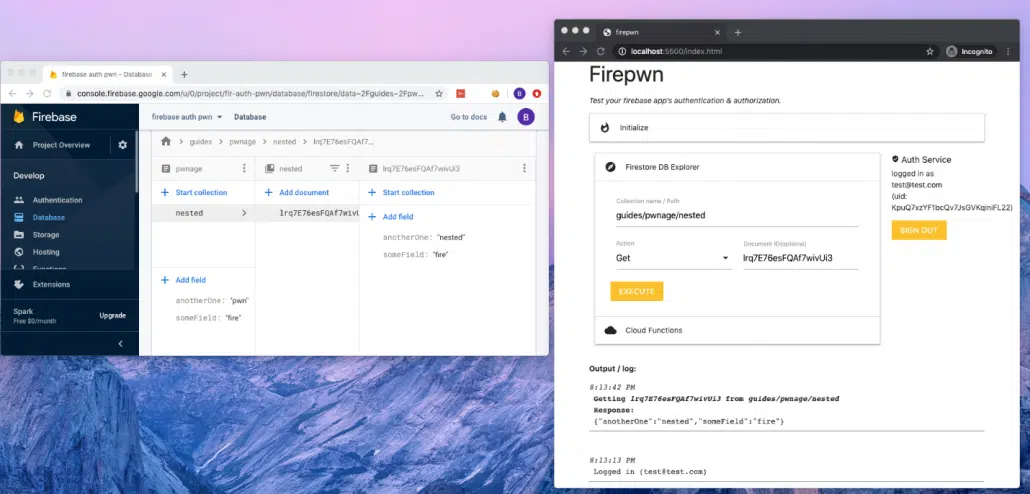 firebase auth pwn – Database
console.firebase.google.com/u/0/project/fir-auth-pwn/database/firestore/data~2Fguides~2Fpw...
B
Firebase
firebase auth pwn
Database
Go to docs
B
Project Overview
guides
pwnage
nested
lrq7E76esFQAf7...
Develop
pwnage
nested
lrq7E76esFQAf7wivUi3
Authentication
Start collection
Add document
Start collection
Database
nested
lrq7E76esFQAf7wivU
Add field
Storage
anotherOne: "nested"
Hosting
someField: "fire"
Functions
Extensions
Add field
anotherOne: "pwn"
someField: "fire"
Spark
Free $0/month
Upgrade
firepwn
localhost:5500/index.html
Incognito
Firepwn
Test your firebase app's authentication & authorization.
Initialize
Firestore DB Explorer
Collection name / Path
guides/pwnage/nested
Action
Document ID(optional)
Get
lrq7E76esFQAf7wivUi3
EXECUTE
Cloud Functions
Auth Service
logged in as
test@test.com
(uid:
KpuQ7xzYF1bcQv7JsGVKqiniFL22)
SIGN OUT
Output / log:
8:13:42 PM
Getting lrq7E76esFQAf7wivUi3 from guides/pwnage/nested
Response:
{"anotherOne":"nested","someField":"fire"}
8:13:13 PM
Logged in (test@test.com)